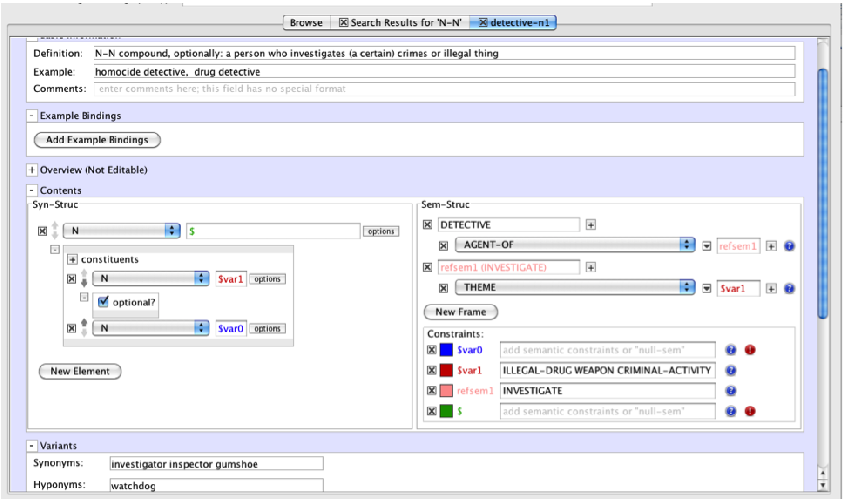 Browse  Search Results for 'N-N'  detective-n1
Definition: N-N compound, optionally: a person who investigates (a certain) crimes or illegal thing
Example: homocide detective, drug detective
Comments: enter comments here; this field has no special format
- Example Bindings
Add Example Bindings
+ Overview (Not Editable)
- Contents
Syn-Struc
N $ options
- + constituents
N $var1 options
- optional?
N $var0 options
New Element
Sem-Struc
DETECTIVE +
AGENT-OF refsem1 + ?
refsem1 (INVESTIGATE) +
THEME $var1 + ?
New Frame
Constraints:
$var0 add semantic constraints or "null-sem" ? !
$var1 ILLEGAL-DRUG WEAPON CRIMINAL-ACTIVITY ?
refsem1 INVESTIGATE ?
$ add semantic constraints or "null-sem" ? !
- Variants
Synonyms: investigator inspector gumshoe
Hyponyms: watchdog